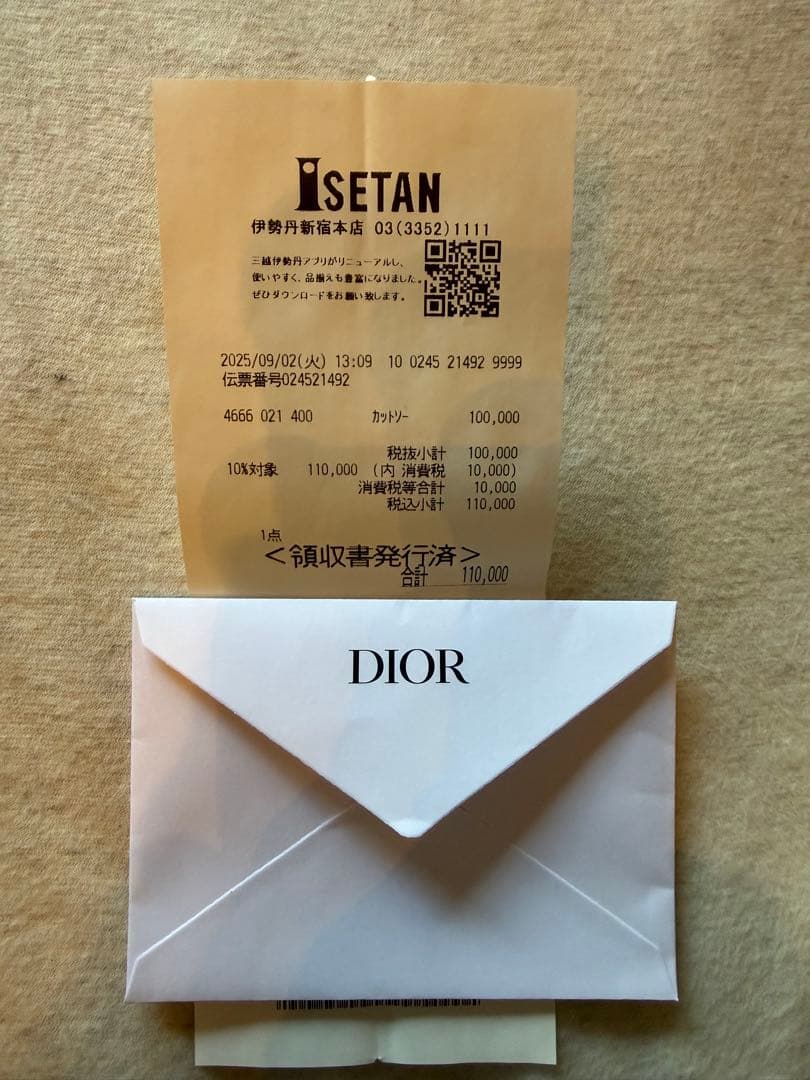 ISETAN
伊勢丹新宿本店 03(3352)1111
三越伊勢丹アプリがリニューアルし、
使いやすく、品揃えも豊富になりました。
ぜひダウンロードをお願い致します。
2025/09/02(火) 13:09 10 0245 21492 9999
伝票番号024521492
4666 021 400 ｶｯﾄｿｰ 100,000
税抜小計 100,000
10%対象 110,000 (内 消費税 10,000)
消費税等合計 10,000
税込小計 110,000
1点
＜領収書発行済＞
合計 110,000
DIOR